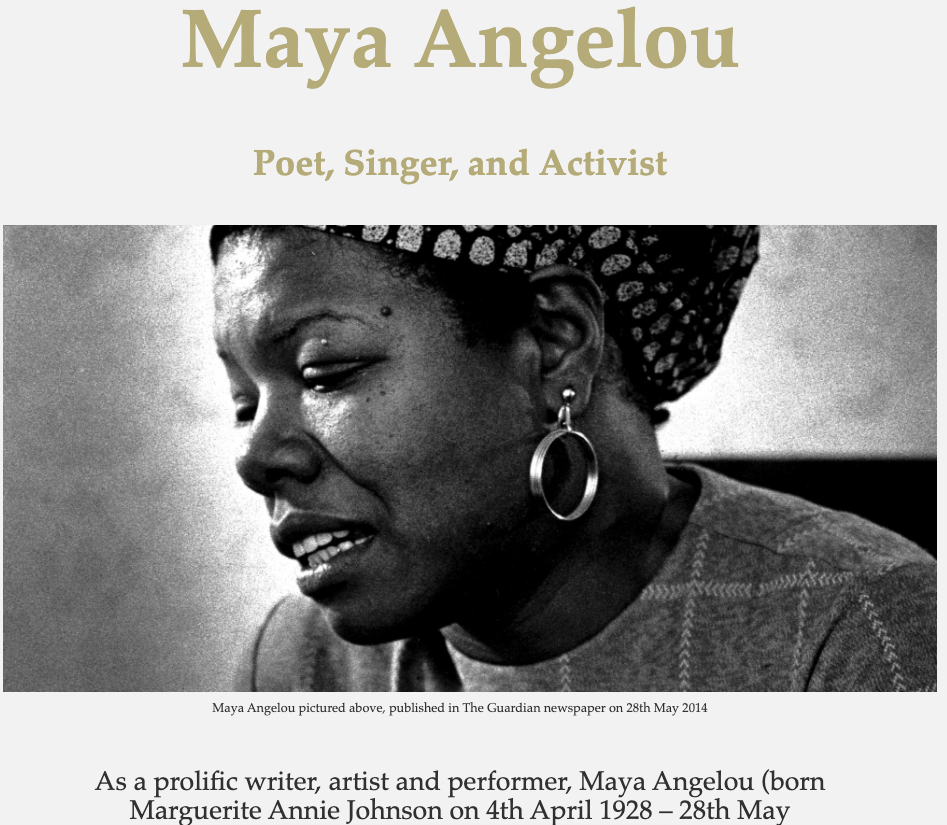 Maya Angelou
Poet, Singer, and Activist
Maya Angelou pictured above, published in The Guardian newspaper on 28th May 2014
As a prolific writer, artist and performer, Maya Angelou (born
Marguerite Annie Johnson on 4th April 1928 – 28th May